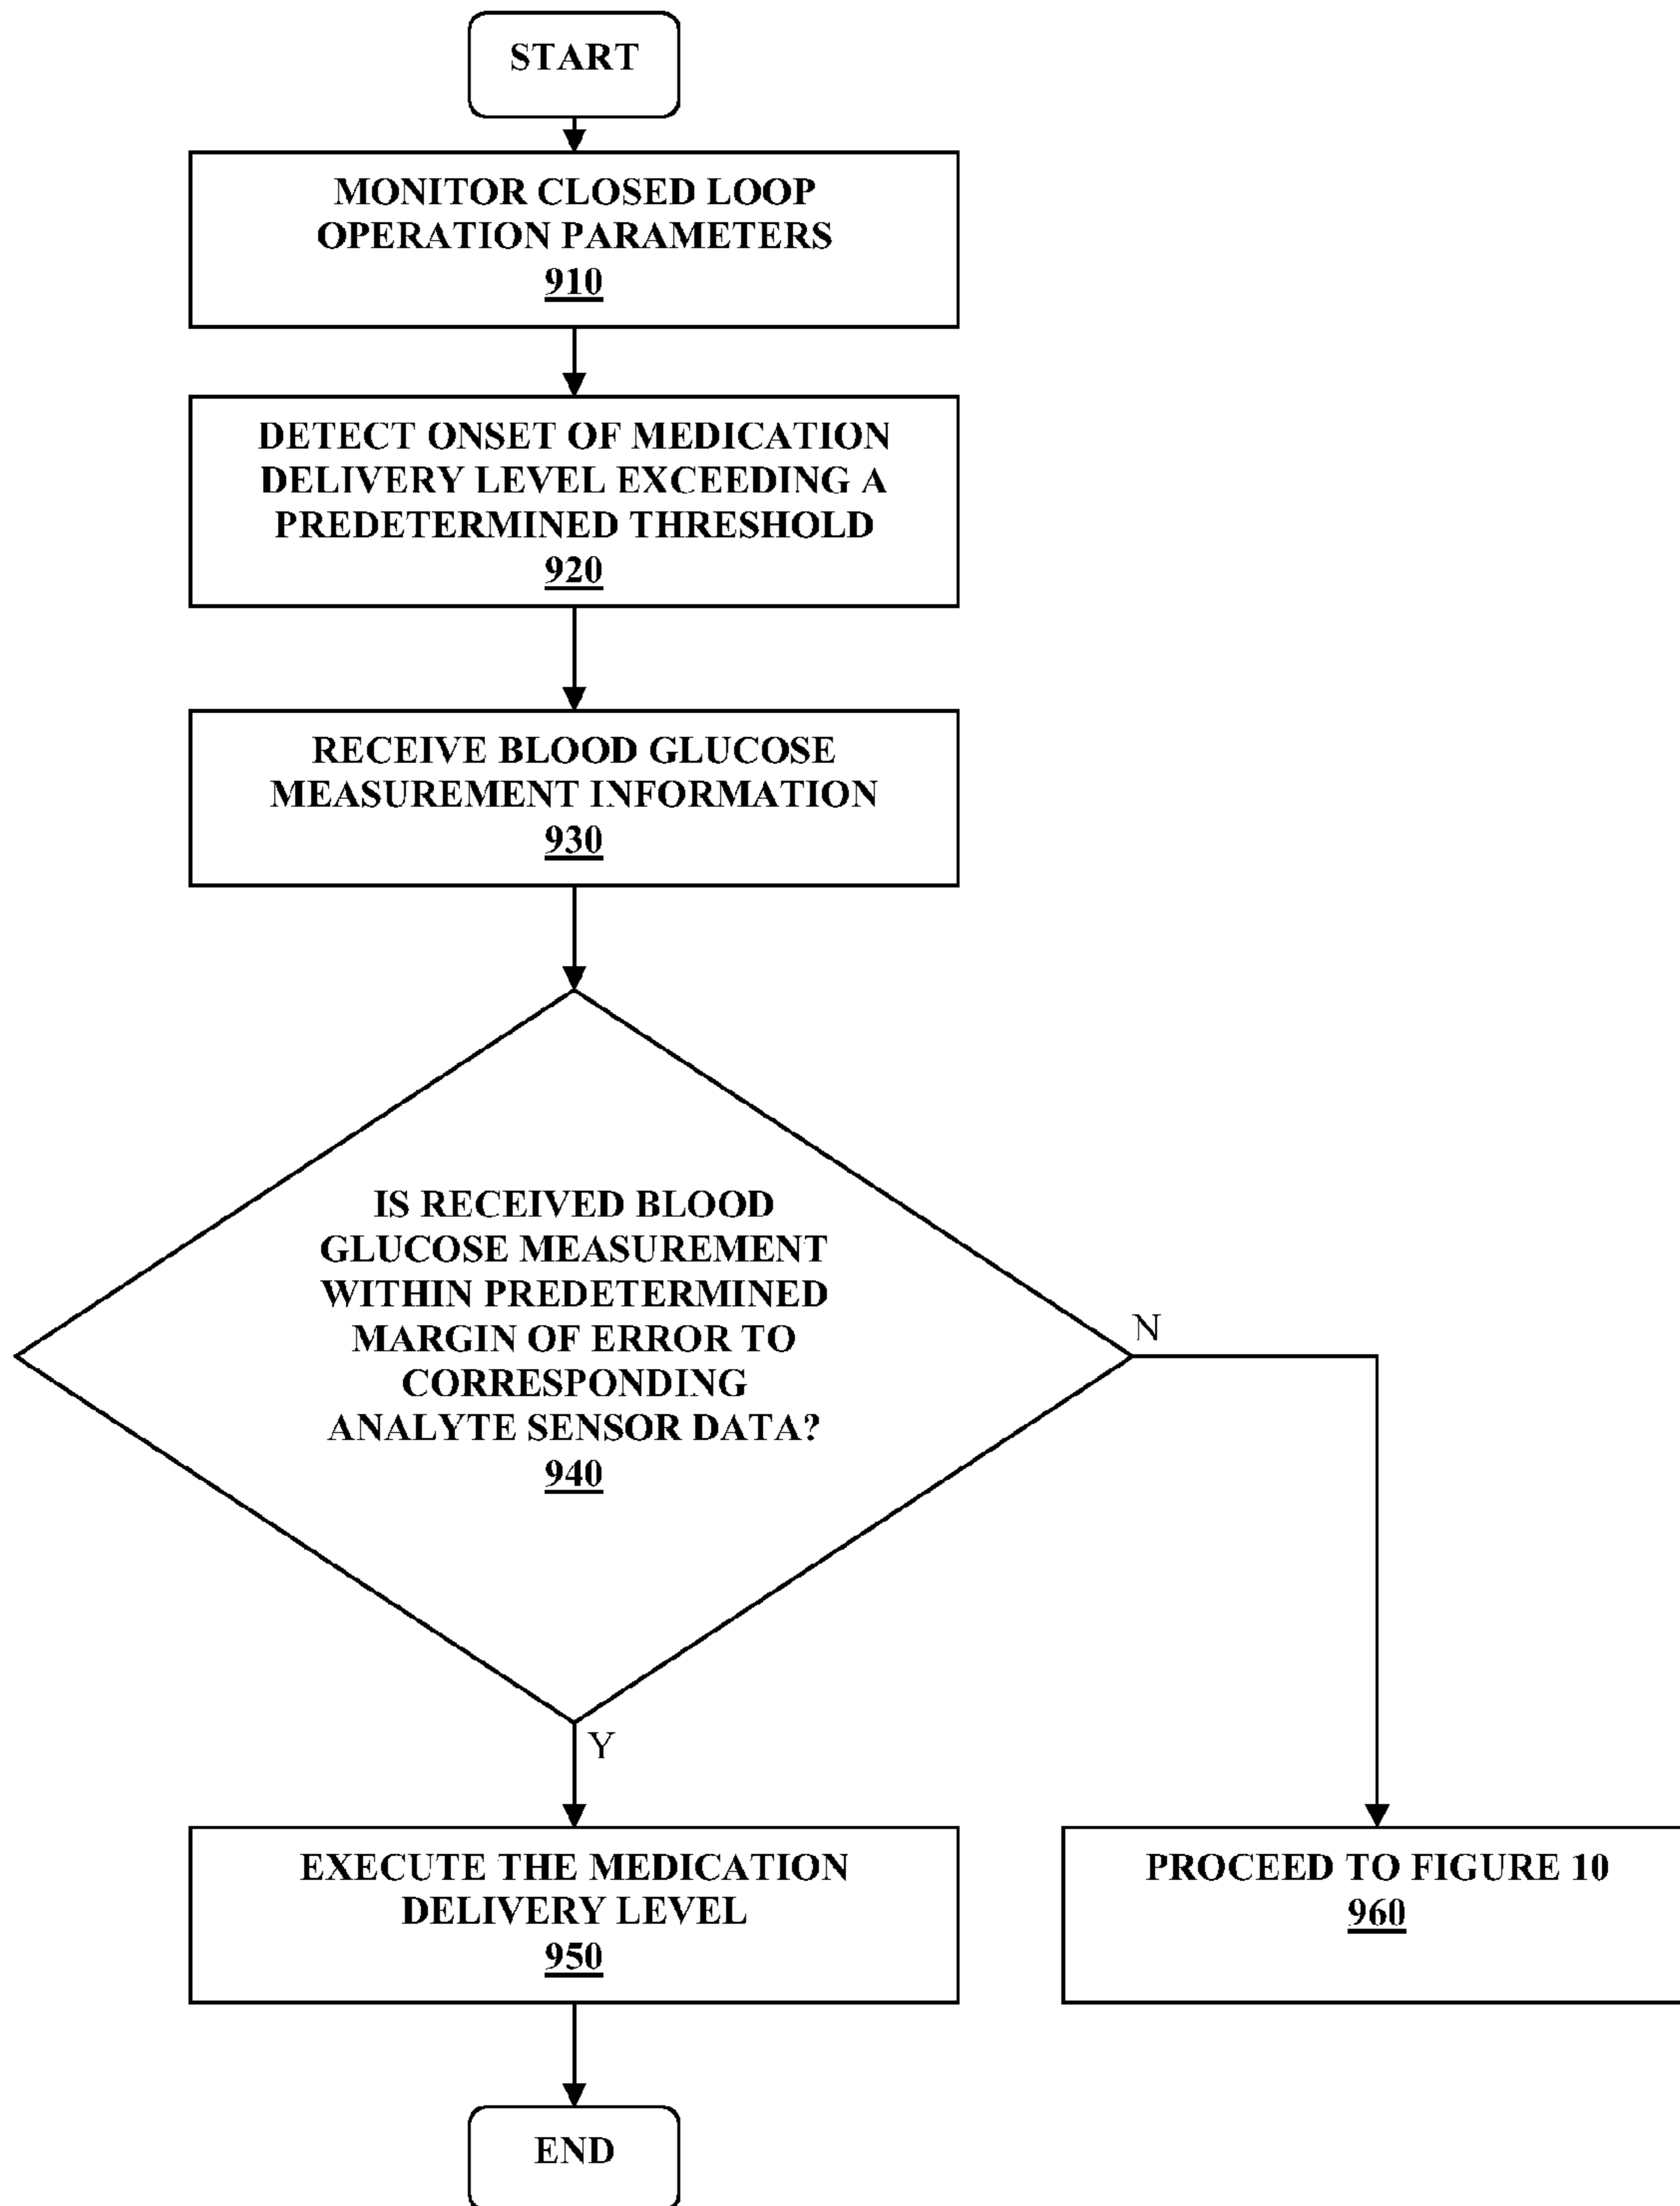 START
MONITOR CLOSED LOOP
OPERATION PARAMETERS
910
DETECT ONSET OF MEDICATION
DELIVERY LEVEL EXCEEDING A
PREDETERMINED THRESHOLD
920
RECEIVE BLOOD GLUCOSE
MEASUREMENT INFORMATION
930
IS RECEIVED BLOOD
GLUCOSE MEASUREMENT
WITHIN PREDETERMINED
MARGIN OF ERROR TO
CORRESPONDING
ANALYTE SENSOR DATA?
940
N
Y
EXECUTE THE MEDICATION
DELIVERY LEVEL
950
PROCEED TO FIGURE 10
960
END